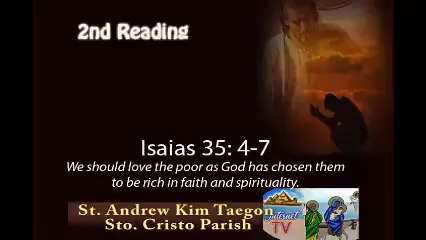 2nd Reading
Isaias 35: 4-7
We should love the poor as God has chosen them
to be rich in faith and spirituality.
St. Andrew Kim Taegon
Sto. Cristo Parish
Internet
TV